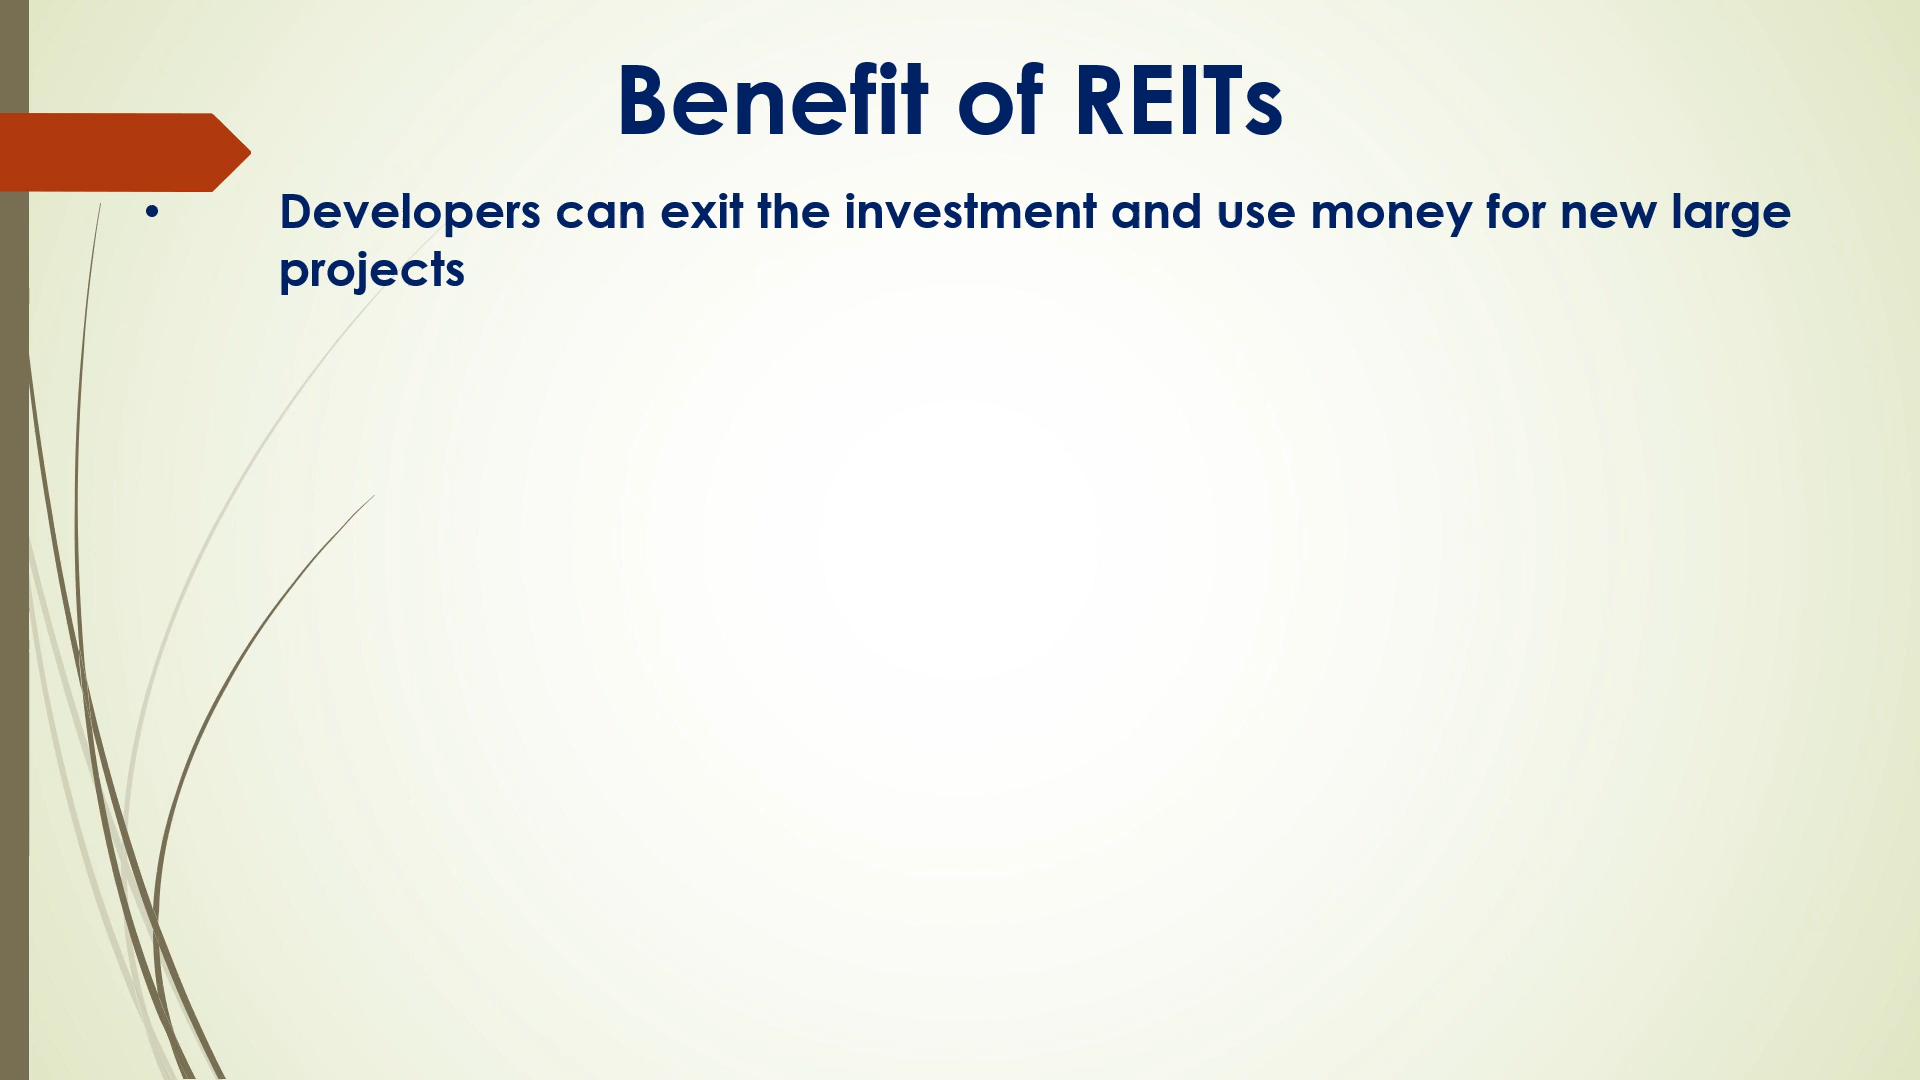 Benefit of REITs
• Developers can exit the investment and use money for new large
projects